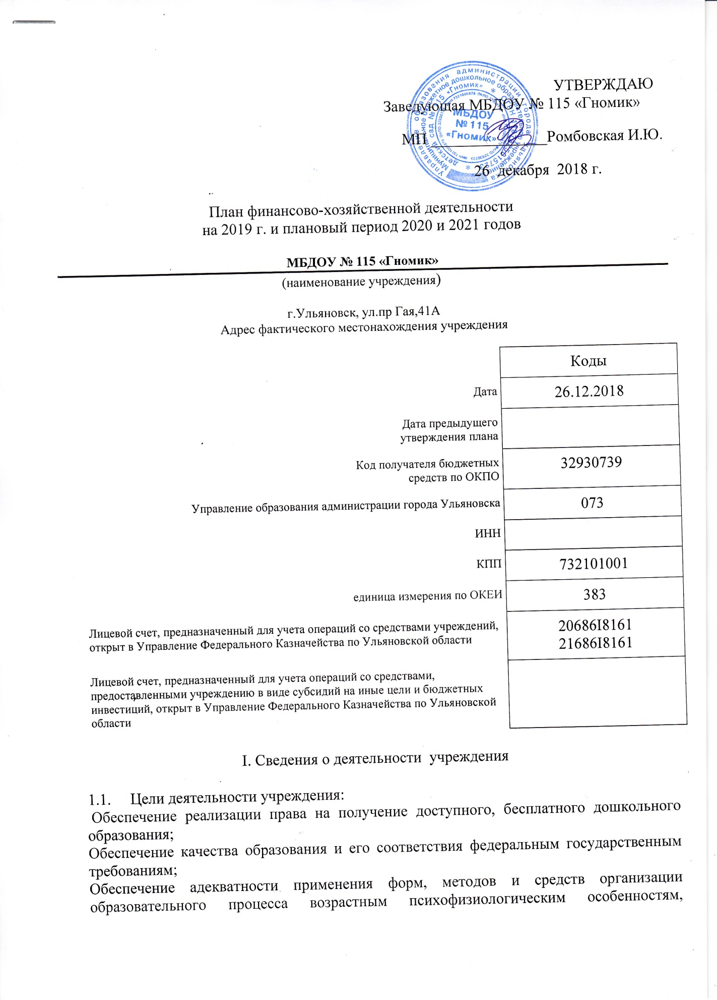 УТВЕРЖДАЮ
Заведующая МБДОУ № 115 «Гномик»
МП ________________Ромбовская И.Ю.
26 декабря 2018 г.
Управление образования администрации города Ульяновска
Муниципальное бюджетное дошкольное образовательное учреждение
детский сад № 115 «Гномик»
МБДОУ
№ 115
«Гномик»
План финансово-хозяйственной деятельности
на 2019 г. и плановый период 2020 и 2021 годов
МБДОУ № 115 «Гномик»
(наименование учреждения)
г.Ульяновск, ул.пр Гая,41А
Адрес фактического местонахождения учреждения
Коды
Дата 26.12.2018
Дата предыдущего
утверждения плана
Код получателя бюджетных 32930739
средств по ОКПО
Управление образования администрации города Ульяновска 073
ИНН
КПП 732101001
единица измерения по ОКЕИ 383
Лицевой счет, предназначенный для учета операций со средствами учреждений, 20686I8161
открыт в Управление Федерального Казначейства по Ульяновской области 21686I8161
Лицевой счет, предназначенный для учета операций со средствами,
предоставленными учреждению в виде субсидий на иные цели и бюджетных
инвестиций, открыт в Управление Федерального Казначейства по Ульяновской
области
I. Сведения о деятельности учреждения
1.1. Цели деятельности учреждения:
Обеспечение реализации права на получение доступного, бесплатного дошкольного
образования;
Обеспечение качества образования и его соответствия федеральным государственным
требованиям;
Обеспечение адекватности применения форм, методов и средств организации
образовательного процесса возрастным психофизиологическим особенностям,